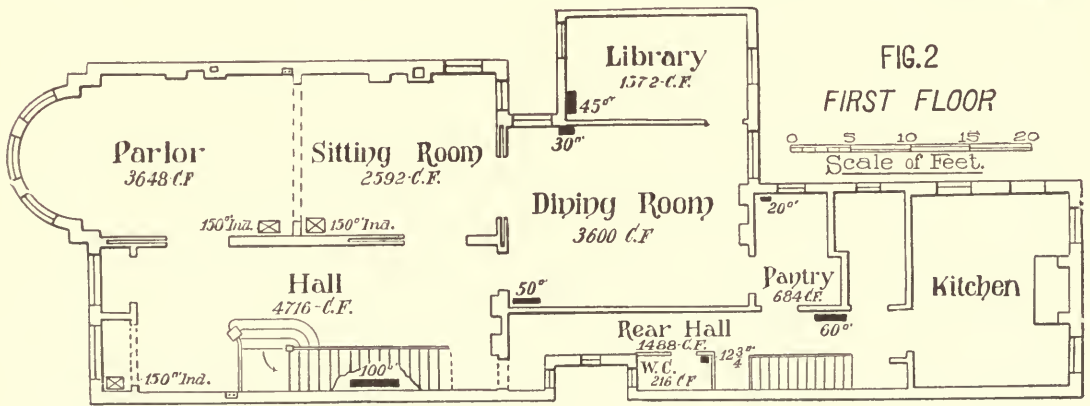 Library
1572-C.F.
FIG.2
FIRST FLOOR
0 5 10 15 20
Scale of Feet.
45□"
30□"
Parlor
3648-C.F
Sitting Room
2592-C.F.
150□"Ind.
150□"Ind.
Dining Room
3600 C.F
20□"
Pantry
684 C.F.
Kitchen
Hall
4716-C.F.
50□"
60□"
Rear Hall
1488-C.F.
W.C.
216 C F
12 3/4□"
100□"
150□"Ind.